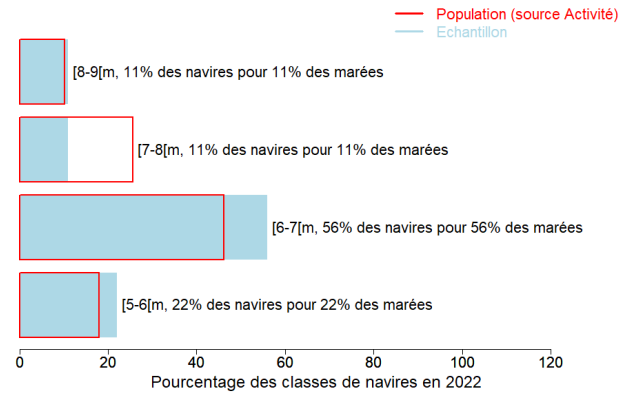 Population (source Activité)
Echantillon
[8-9[m, 11% des navires pour 11% des marées
[7-8[m, 11% des navires pour 11% des marées
[6-7[m, 56% des navires pour 56% des marées
[5-6[m, 22% des navires pour 22% des marées
0 20 40 60 80 100 120
Pourcentage des classes de navires en 2022